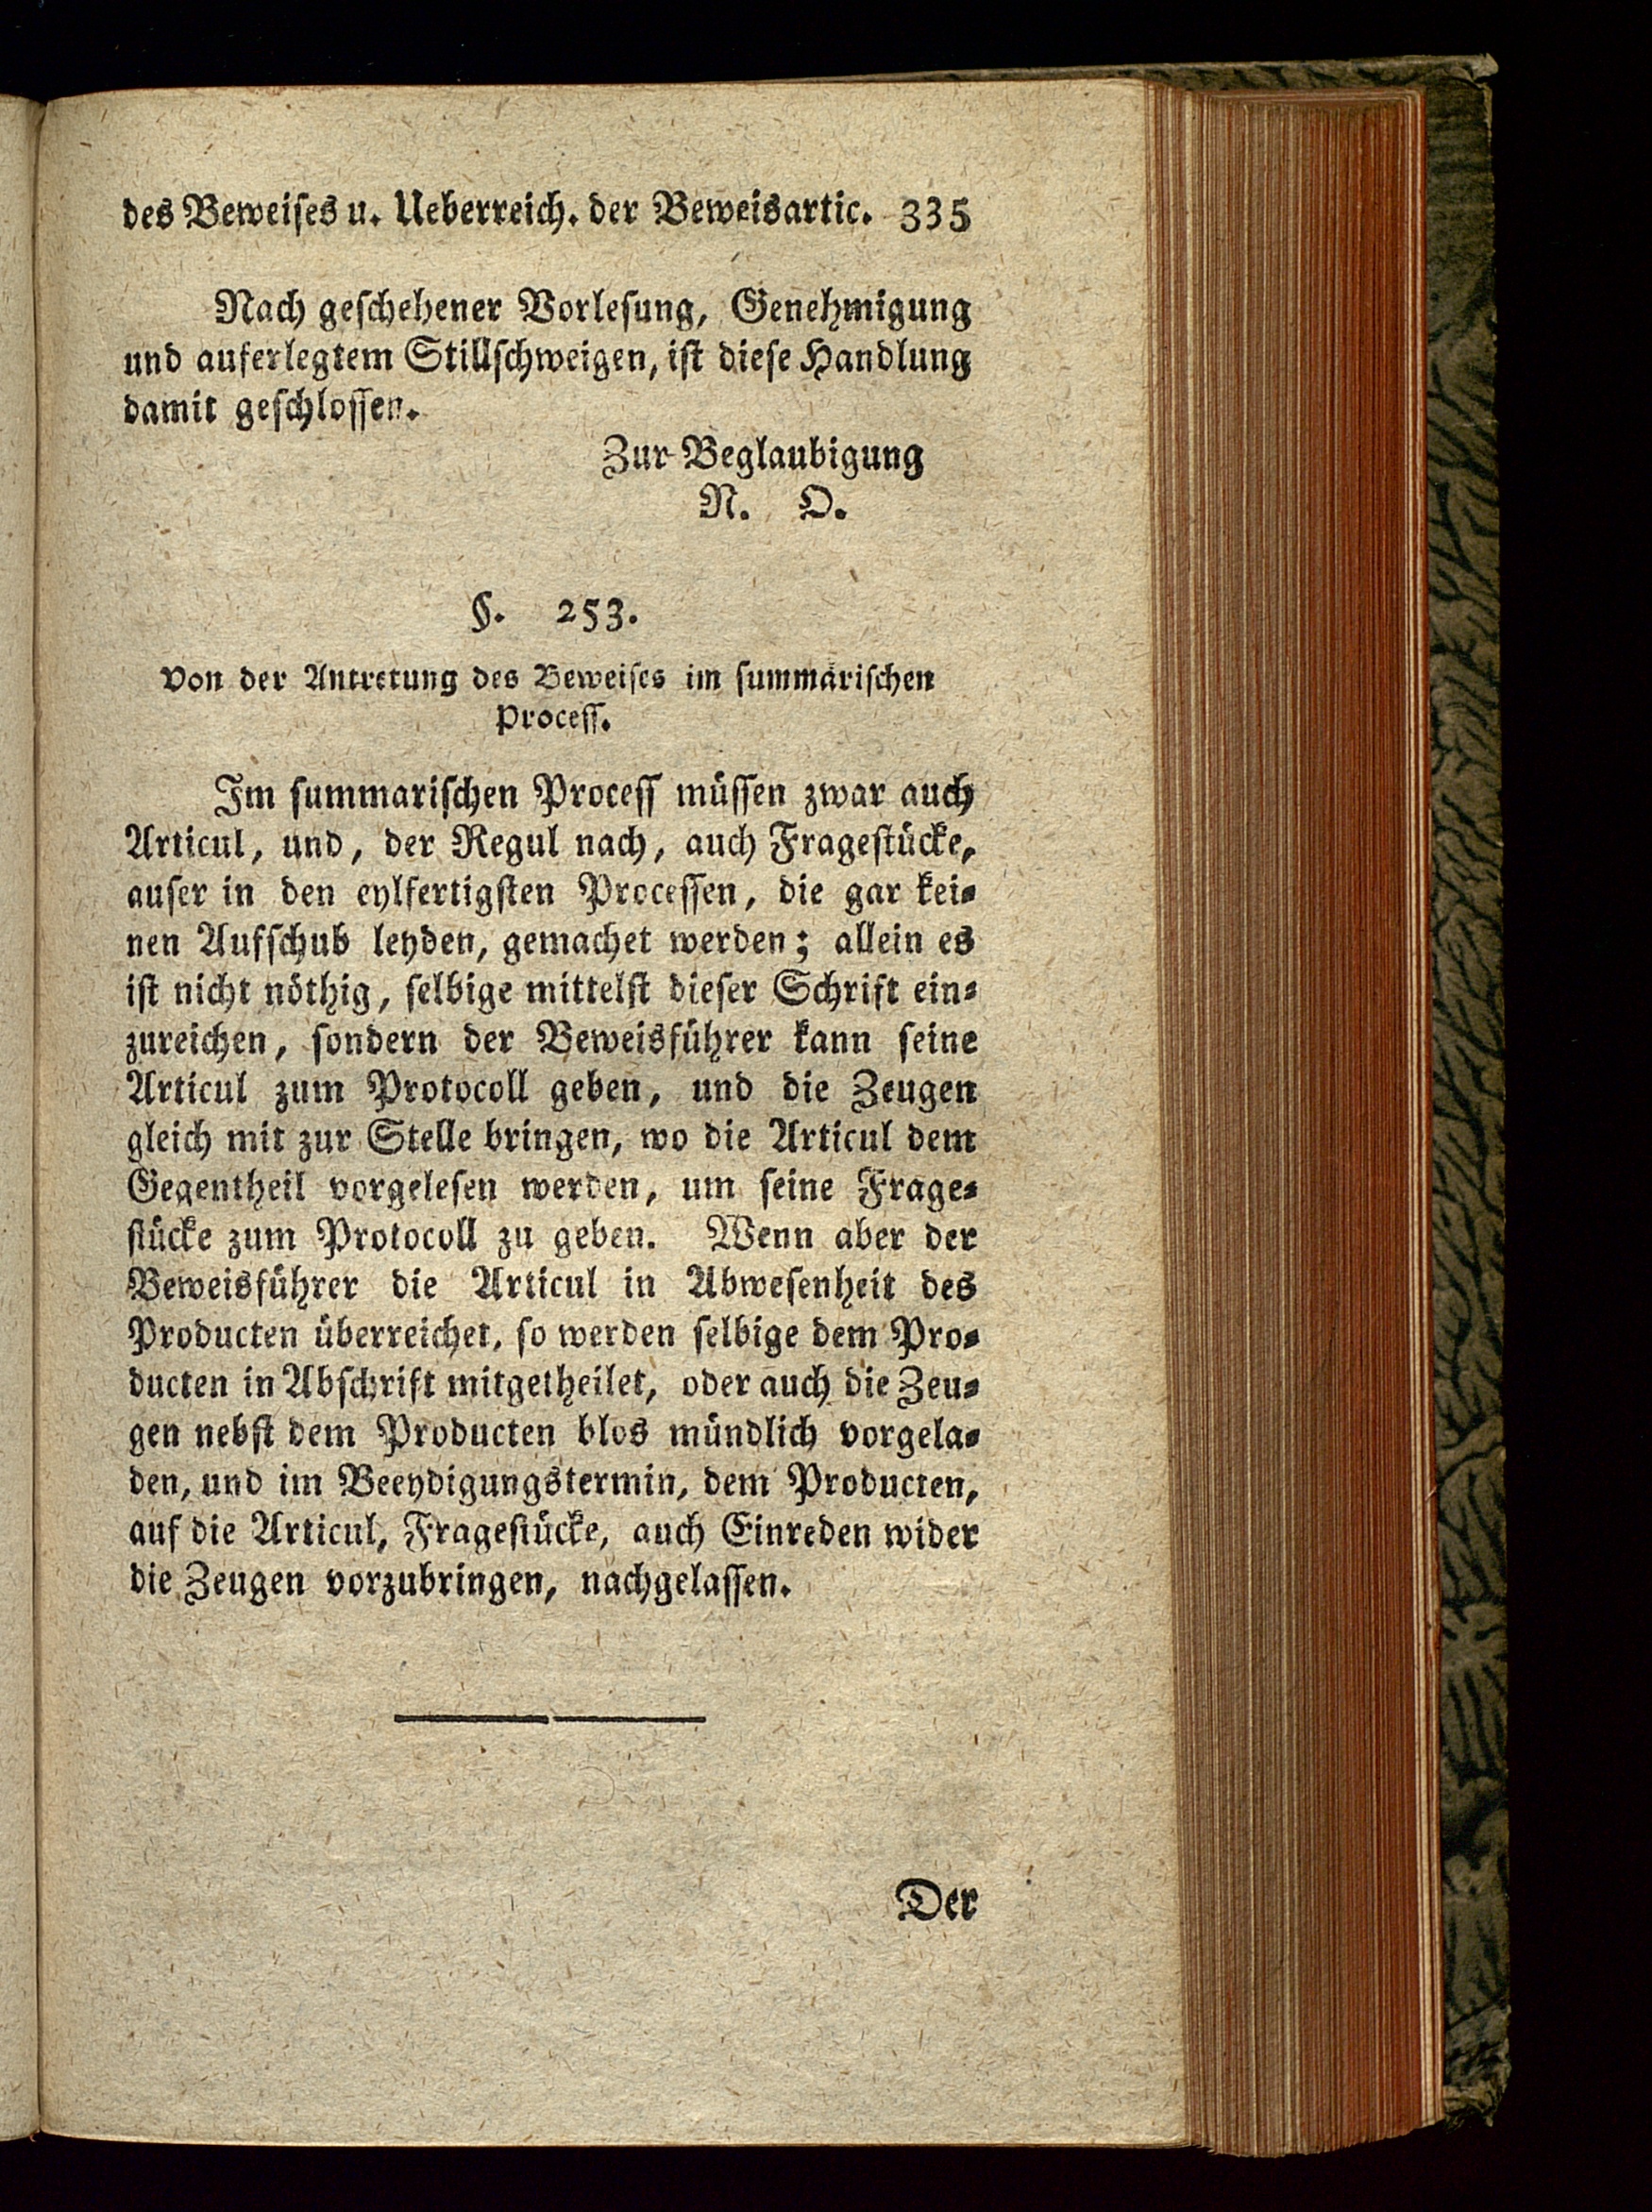 des Beweiſes u. Ueberreich. der Beweisartic. 335
Nach geſchehener Vorleſung, Genehmigung
und auferlegtem Stillſchweigen, iſt dieſe Handlung
damit geſchloſſen.
Zur Beglaubigung
N. O.
§. 253.
Von der Antretung des Beweiſes im ſummariſchen
Proceſſ.
Im ſummariſchen Proceſſ müſſen zwar auch
Articul, und, der Regul nach, auch Frageſtücke,
auſer in den eylfertigſten Proceſſen, die gar kei⸗
nen Aufſchub leyden, gemachet werden; allein es
iſt nicht nöthig, ſelbige mittelſt dieſer Schrift ein⸗
zureichen, ſondern der Beweisführer kann ſeine
Articul zum Protocoll geben, und die Zeugen
gleich mit zur Stelle bringen, wo die Articul dem
Gegentheil vorgeleſen werden, um ſeine Frage⸗
ſtücke zum Protocoll zu geben. Wenn aber der
Beweisführer die Articul in Abweſenheit des
Producten überreichet, ſo werden ſelbige dem Pro⸗
ducten in Abſchrift mitgetheilet, oder auch die Zeu⸗
gen nebſt dem Producten blos mündlich vorgela⸗
den, und im Beeydigungstermin, dem Producten,
auf die Articul, Frageſtücke, auch Einreden wider
die Zeugen vorzubringen, nachgelaſſen.
Der